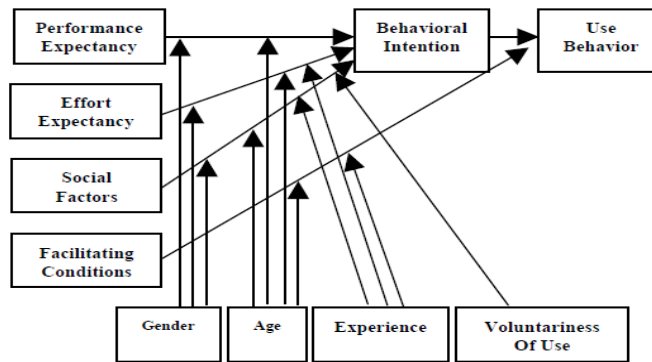 Performance
Expectancy
Behavioral
Intention
Use
Behavior
Effort
Expectancy
Social
Factors
Facilitating
Conditions
Gender
Age
Experience
Voluntariness
Of Use